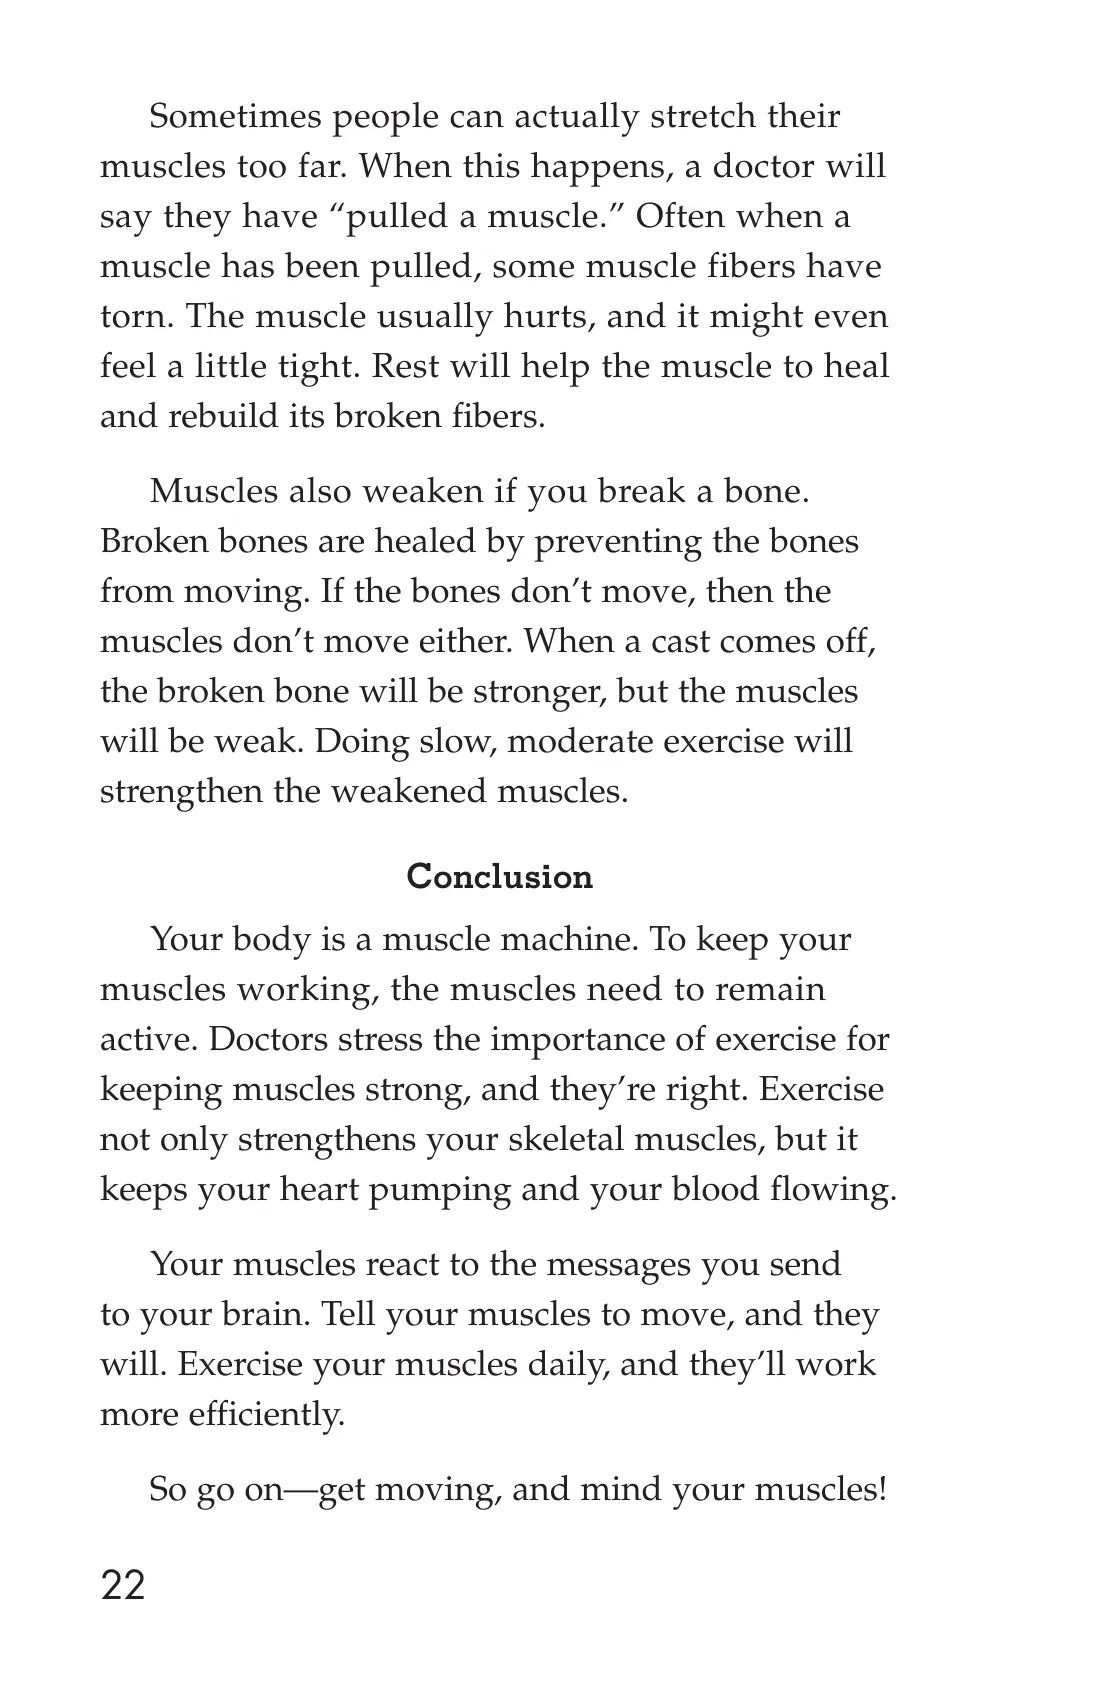 Sometimes people can actually stretch their
muscles too far. When this happens, a doctor will
say they have “pulled a muscle.” Often when a
muscle has been pulled, some muscle fibers have
torn. The muscle usually hurts, and it might even
feel a little tight. Rest will help the muscle to heal
and rebuild its broken fibers.
Muscles also weaken if you break a bone.
Broken bones are healed by preventing the bones
from moving. If the bones don’t move, then the
muscles don’t move either. When a cast comes off,
the broken bone will be stronger, but the muscles
will be weak. Doing slow, moderate exercise will
strengthen the weakened muscles.
Conclusion
Your body is a muscle machine. To keep your
muscles working, the muscles need to remain
active. Doctors stress the importance of exercise for
keeping muscles strong, and they’re right. Exercise
not only strengthens your skeletal muscles, but it
keeps your heart pumping and your blood flowing.
Your muscles react to the messages you send
to your brain. Tell your muscles to move, and they
will. Exercise your muscles daily, and they’ll work
more efficiently.
So go on—get moving, and mind your muscles!
22